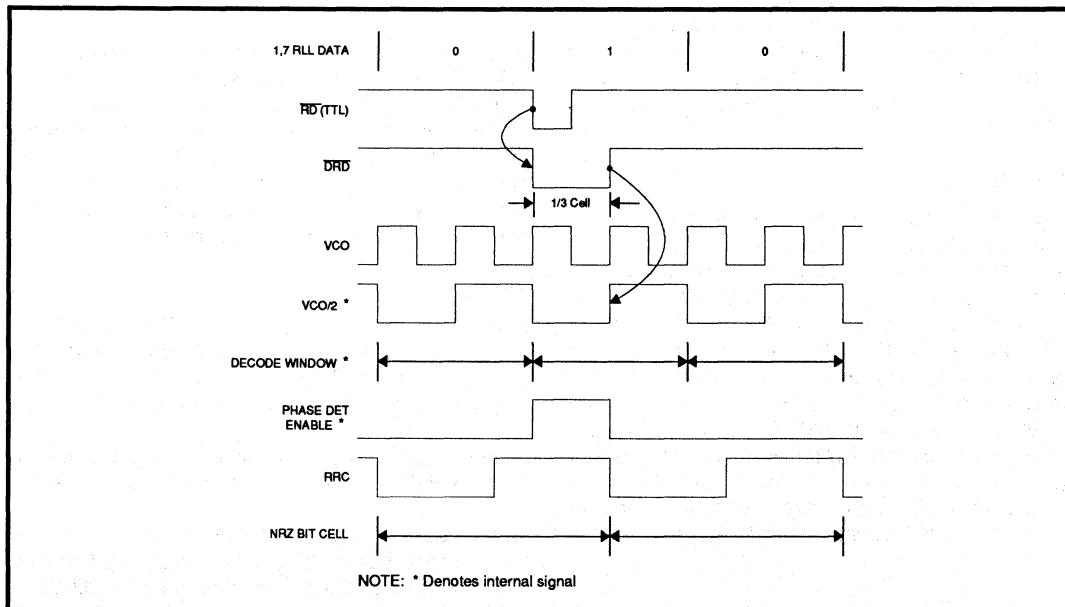 1,7 RLL DATA 0 1 0
RD (TTL)
DRD
1/3 Cell
VCO
VCO/2 *
DECODE WINDOW *
PHASE DET
ENABLE *
RRC
NRZ BIT CELL
NOTE: * Denotes internal signal